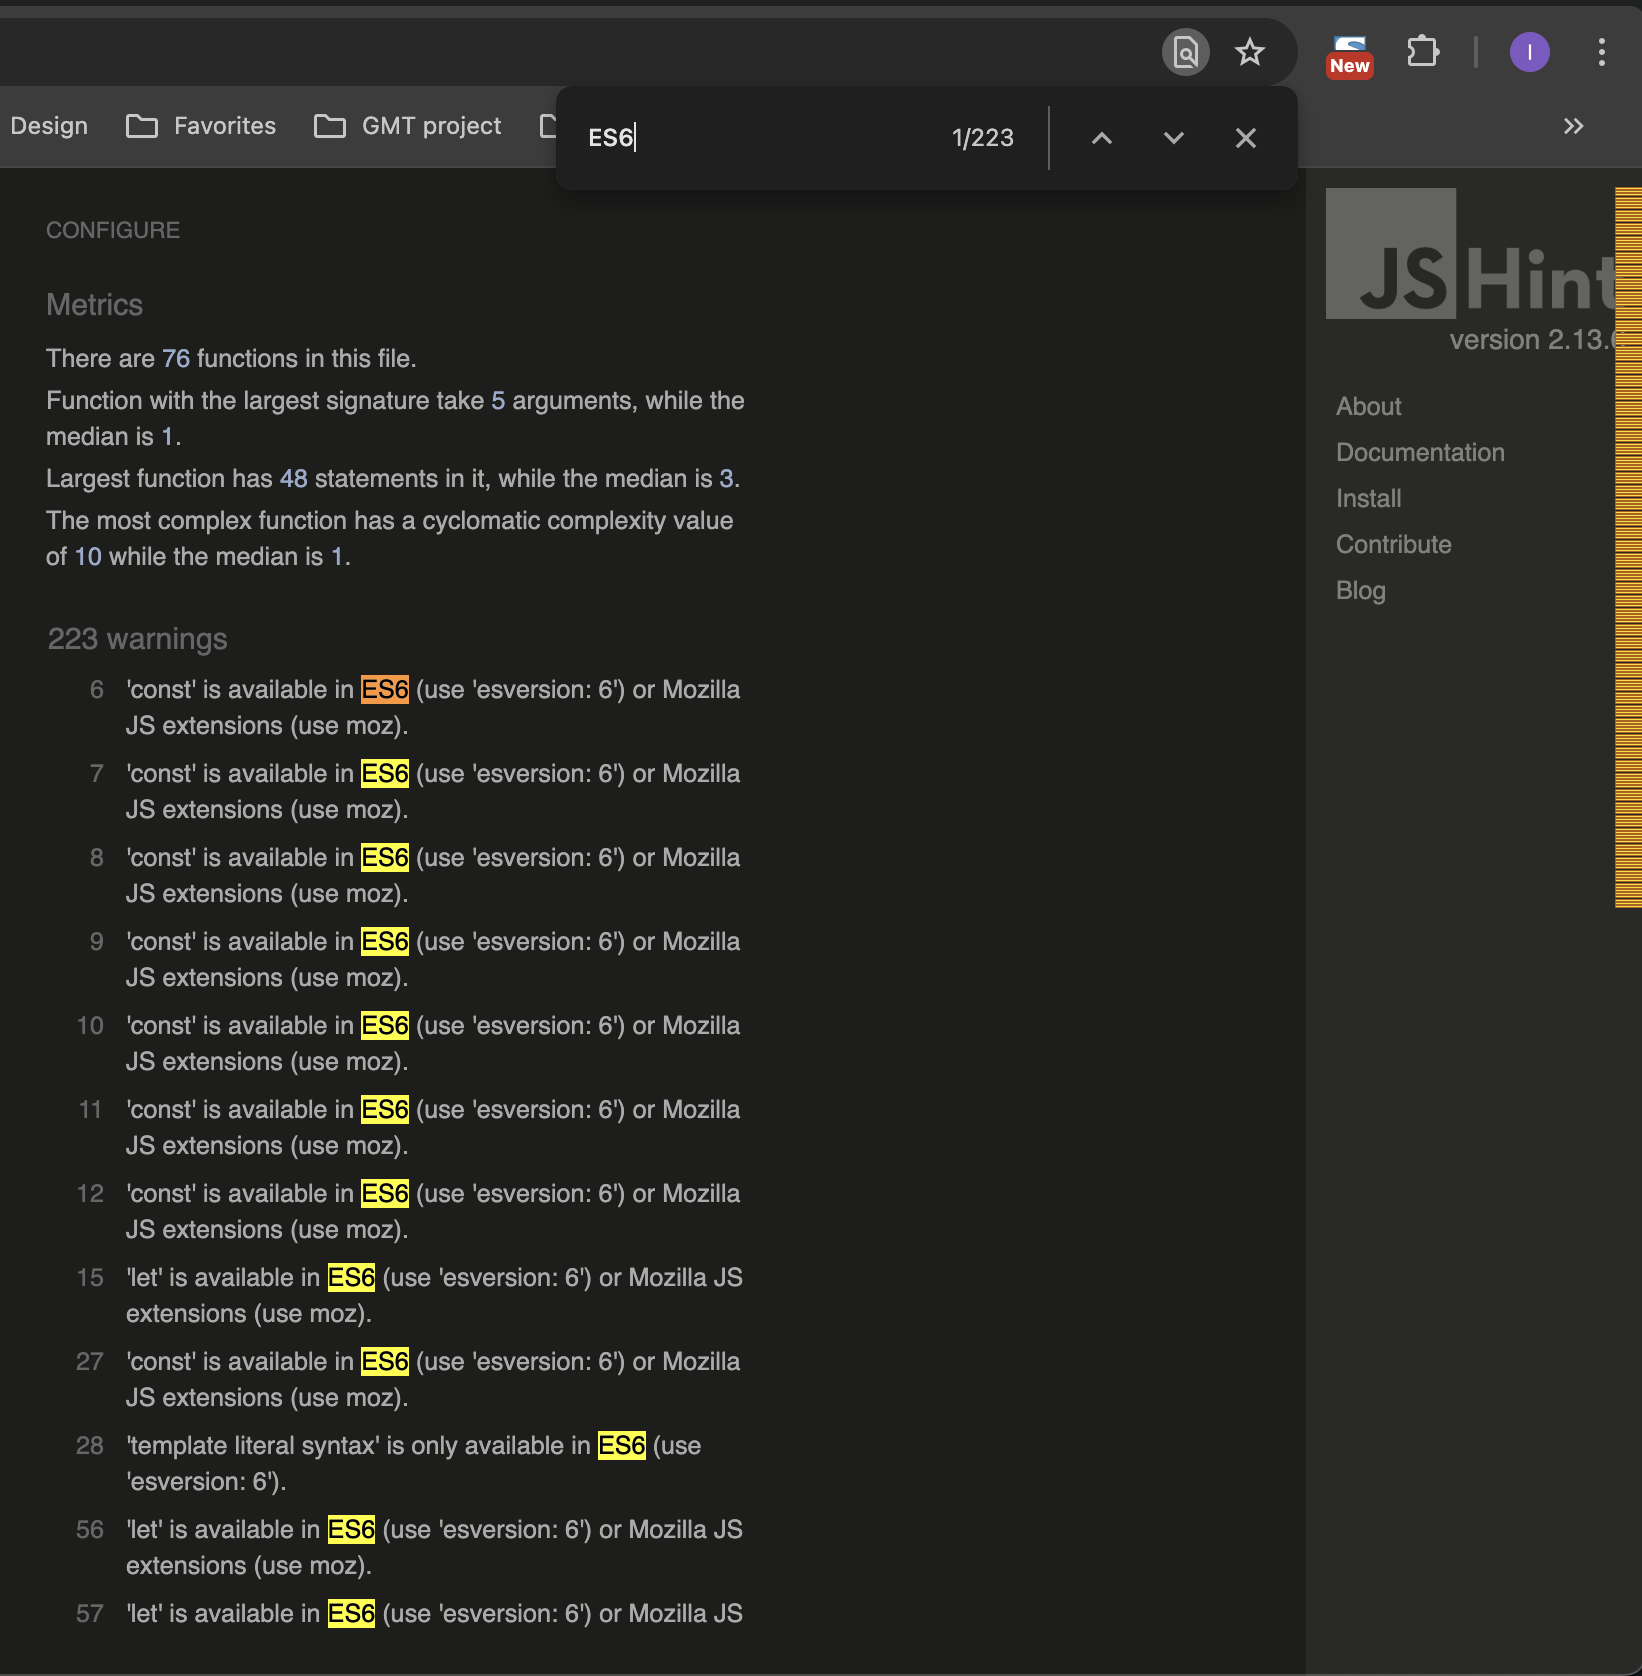 New
I
Design
Favorites
GMT project
ES6
1/223
CONFIGURE
Metrics
There are 76 functions in this file.
Function with the largest signature take 5 arguments, while the
median is 1.
Largest function has 48 statements in it, while the median is 3.
The most complex function has a cyclomatic complexity value
of 10 while the median is 1.
223 warnings
6 'const' is available in ES6 (use 'esversion: 6') or Mozilla
JS extensions (use moz).
7 'const' is available in ES6 (use 'esversion: 6') or Mozilla
JS extensions (use moz).
8 'const' is available in ES6 (use 'esversion: 6') or Mozilla
JS extensions (use moz).
9 'const' is available in ES6 (use 'esversion: 6') or Mozilla
JS extensions (use moz).
10 'const' is available in ES6 (use 'esversion: 6') or Mozilla
JS extensions (use moz).
11 'const' is available in ES6 (use 'esversion: 6') or Mozilla
JS extensions (use moz).
12 'const' is available in ES6 (use 'esversion: 6') or Mozilla
JS extensions (use moz).
15 'let' is available in ES6 (use 'esversion: 6') or Mozilla JS
extensions (use moz).
27 'const' is available in ES6 (use 'esversion: 6') or Mozilla
JS extensions (use moz).
28 'template literal syntax' is only available in ES6 (use
'esversion: 6').
56 'let' is available in ES6 (use 'esversion: 6') or Mozilla JS
extensions (use moz).
57 'let' is available in ES6 (use 'esversion: 6') or Mozilla JS
JSHint
version 2.13.
About
Documentation
Install
Contribute
Blog